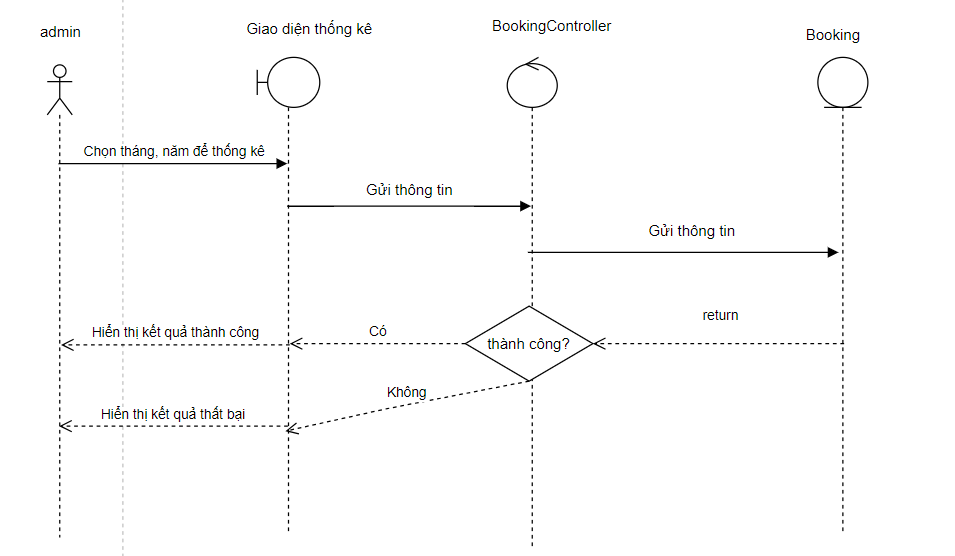 admin
Giao diện thống kê
BookingController
Booking
Chọn tháng, năm để thống kê
Gửi thông tin
Gửi thông tin
return
Hiển thị kết quả thành công
Có
thành công?
Không
Hiển thị kết quả thất bại